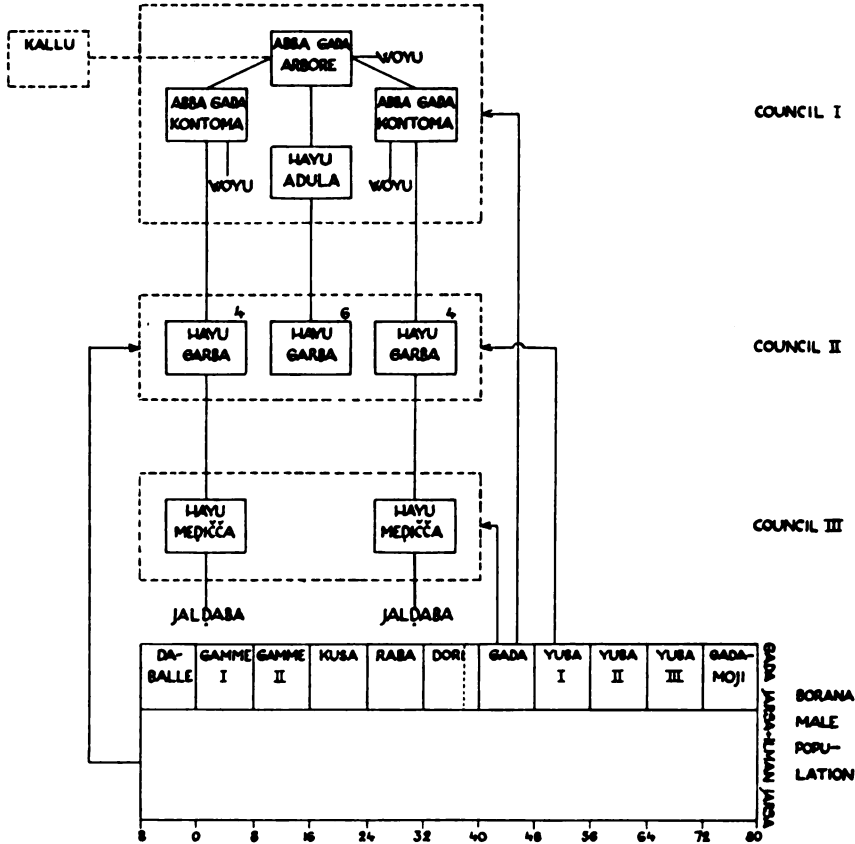 KALLU
ABBA GADA
ARBORE
WOYU
ABBA GADA
KONTOMA
ABBA GADA
KONTOMA
COUNCIL I
HAYU
ADULA
WOYU
WOYU
4
6
4
HAYU
GARBA
HAYU
GARBA
HAYU
GARBA
COUNCIL II
HAYU
MEḌIČČA
HAYU
MEḌIČČA
COUNCIL III
JALDABA
JALDABA
DA-
BALLE
GAMME
I
GAMME
II
KUSA
RABA
DORI
GADA
YUBA
I
YUBA
II
YUBA
III
GADA-
MOJI
GADA JARSA-ILMAN JARSA
BORANA
MALE
POPU-
LATION
8 0 8 16 24 32 40 48 56 64 72 80